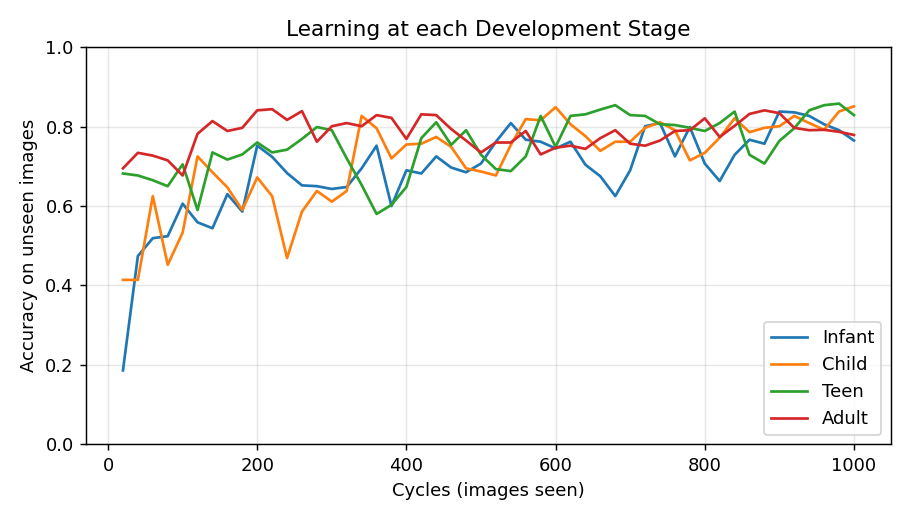 Learning at each Development Stage
Accuracy on unseen images
1.0
0.8
0.6
0.4
0.2
0.0
Infant
Child
Teen
Adult
0 200 400 600 800 1000
Cycles (images seen)